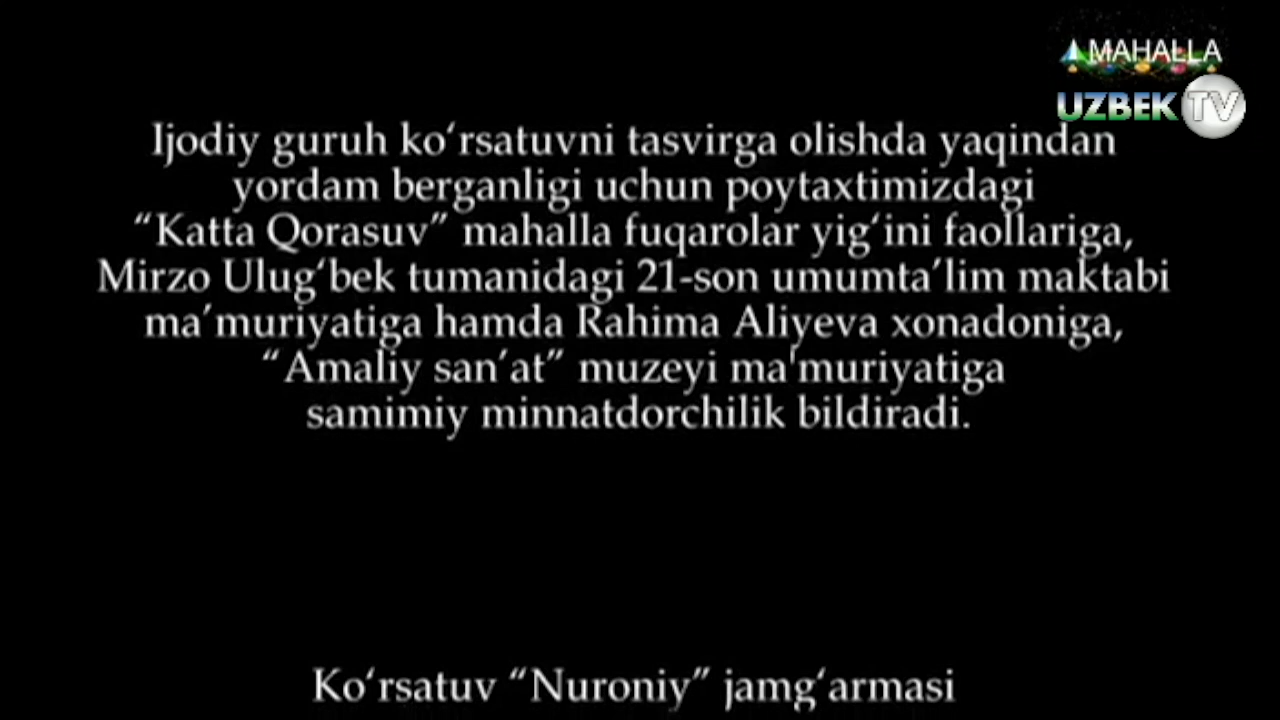 MAHALLA
UZBEK TV
Ijodiy guruh ko‘rsatuvni tasvirga olishda yaqindan
yordam berganligi uchun poytaxtimizdagi
“Katta Qorasuv” mahalla fuqarolar yig‘ini faollariga,
Mirzo Ulug‘bek tumanidagi 21-son umumta’lim maktabi
ma’muriyatiga hamda Rahima Aliyeva xonadoniga,
“Amaliy san’at” muzeyi ma'muriyatiga
samimiy minnatdorchilik bildiradi.
Ko‘rsatuv “Nuroniy” jamg‘armasi